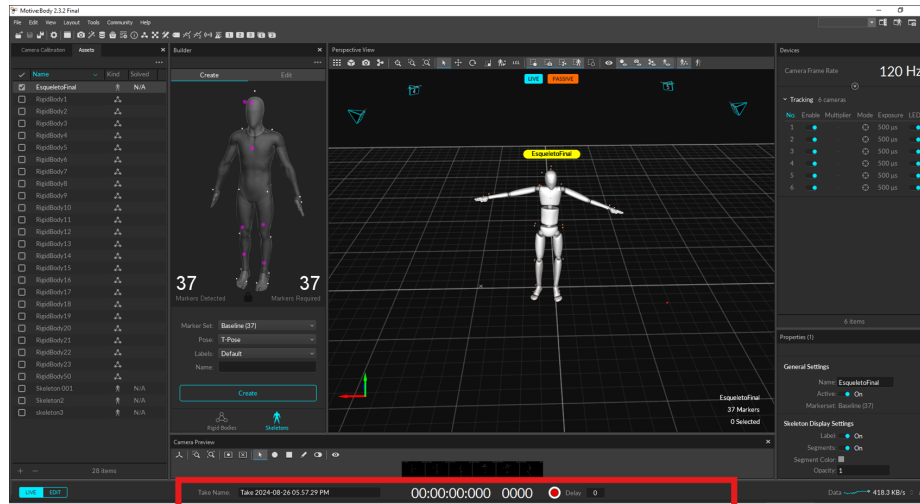 Motive:Body 2.3.2 Final
File Edit View Layout Tools Community Help
Camera Calibration Assets
Name Kind Solved
EsqueletoFinal N/A
RigidBody1
RigidBody2
RigidBody3
RigidBody4
RigidBody5
RigidBody6
RigidBody7
RigidBody8
RigidBody9
RigidBody10
RigidBody11
RigidBody12
RigidBody13
RigidBody14
RigidBody15
RigidBody16
RigidBody17
RigidBody18
RigidBody19
RigidBody20
RigidBody21
RigidBody22
RigidBody23
RigidBody50
Skeleton 001 N/A
Skeleton2 N/A
skeleton3 N/A
28 items
Builder
Create Edit
37 37
Markers Detected Markers Required
Marker Set: Baseline (37)
Pose: T-Pose
Labels: Default
Name:
Create
Rigid Bodies Skeletons
Perspective View
LIVE PASSIVE
EsqueletoFinal
EsqueletoFinal
37 Markers
0 Selected
Camera Preview
Devices
Camera Frame Rate 120 Hz
Tracking 6 cameras
No. Enable Multiplier Mode Exposure LED
1 500 µs
2 500 µs
3 500 µs
4 500 µs
5 500 µs
6 500 µs
6 items
Properties (1)
General Settings
Name: EsqueletoFinal
Active: On
Markerset: Baseline (37)
Skeleton Display Settings
Label: On
Segments: On
Segment Color:
Opacity: 1
LIVE EDIT Take Name: Take 2024-08-26 05.57.29 PM 00:00:00:000 0000 Delay 0 Data 418.3 KB/s